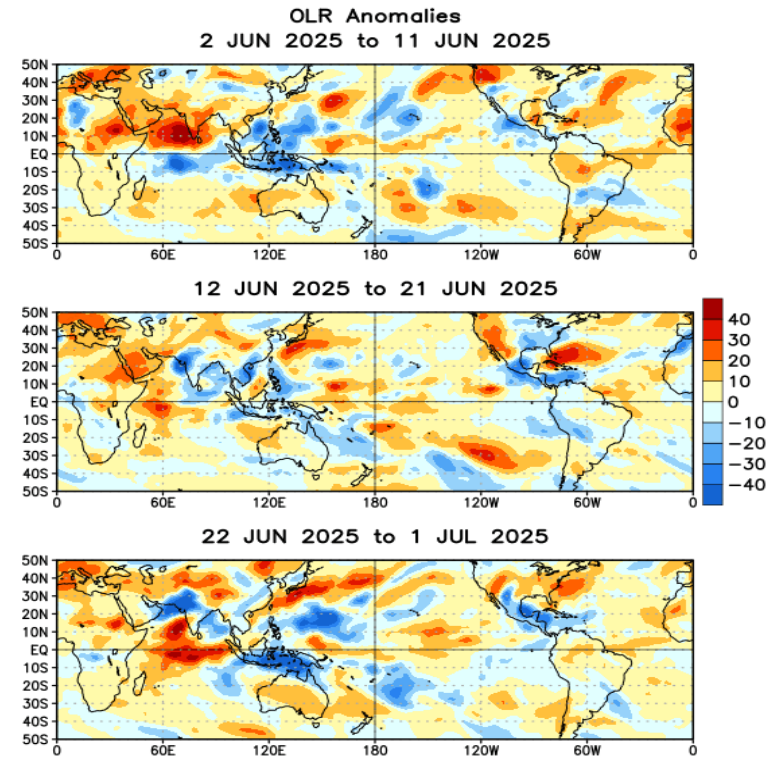 OLR Anomalies
2 JUN 2025 to 11 JUN 2025
50N
40N
30N
20N
10N
EQ
10S
20S
30S
40S
50S
0 60E 120E 180 120W 60W 0
12 JUN 2025 to 21 JUN 2025
50N
40N
30N
20N
10N
EQ
10S
20S
30S
40S
50S
0 60E 120E 180 120W 60W 0
40
30
20
10
0
-10
-20
-30
-40
22 JUN 2025 to 1 JUL 2025
50N
40N
30N
20N
10N
EQ
10S
20S
30S
40S
50S
0 60E 120E 180 120W 60W 0